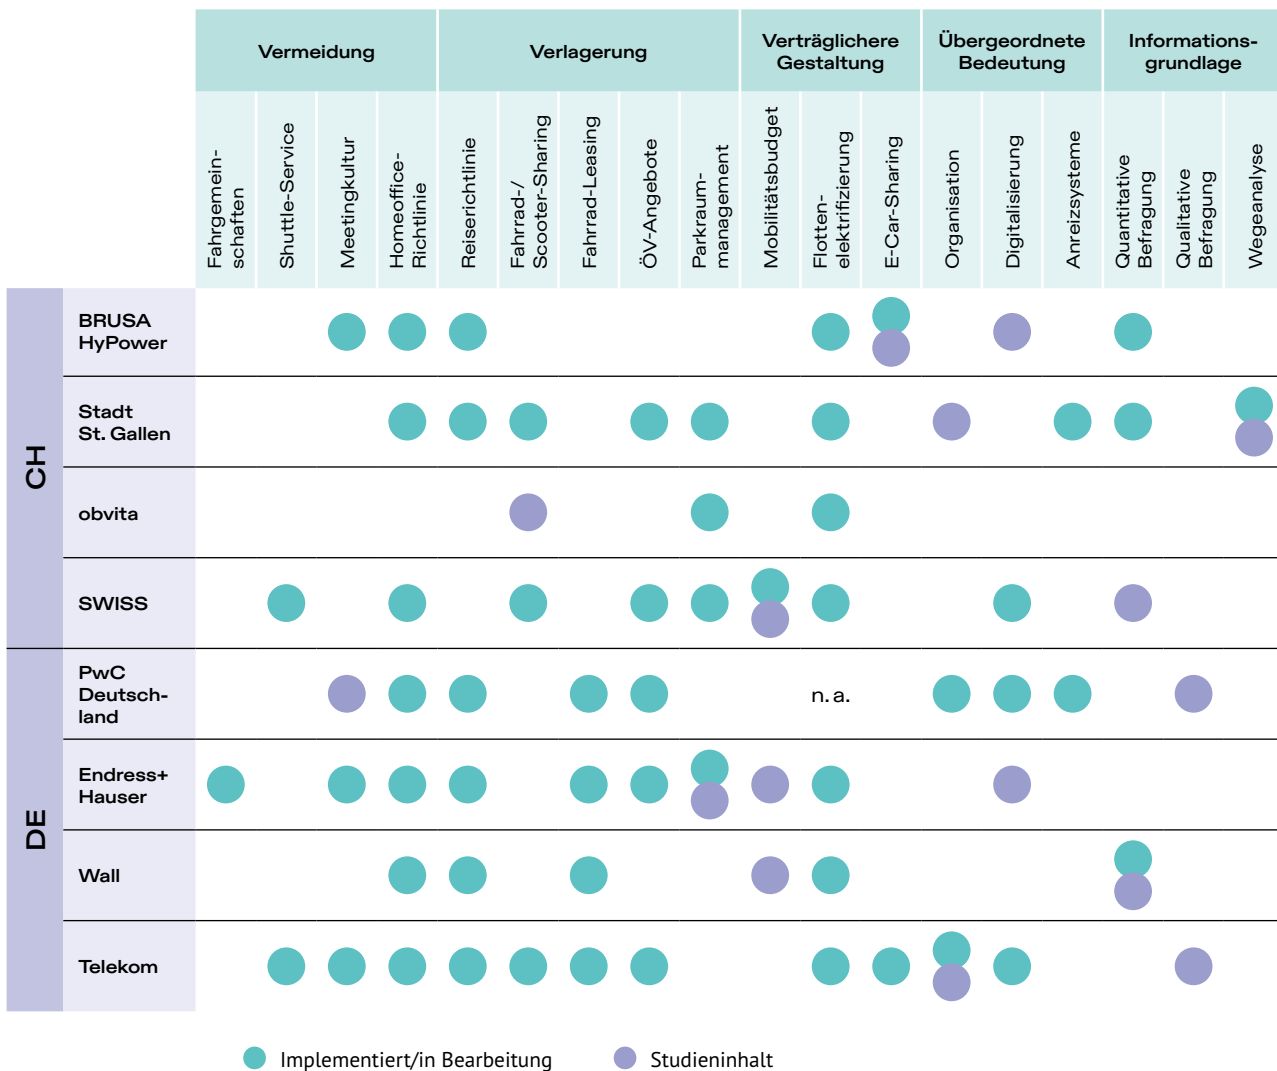 Vermeidung
Verlagerung
Verträglichere
Gestaltung
Übergeordnete
Bedeutung
Informations-
grundlage
Fahrgemein-
schaften
Shuttle-Service
Meetingkultur
Homeoffice-
Richtlinie
Reiserichtlinie
Fahrrad-/
Scooter-Sharing
Fahrrad-Leasing
ÖV-Angebote
Parkraum-
management
Mobilitätsbudget
Flotten-
elektrifizierung
E-Car-Sharing
Organisation
Digitalisierung
Anreizsysteme
Quantitative
Befragung
Qualitative
Befragung
Wegeanalyse
CH
BRUSA
HyPower
Stadt
St. Gallen
obvita
SWISS
DE
PwC
Deutsch-
land
n. a.
Endress+
Hauser
Wall
Telekom
Implementiert/in Bearbeitung
Studieninhalt